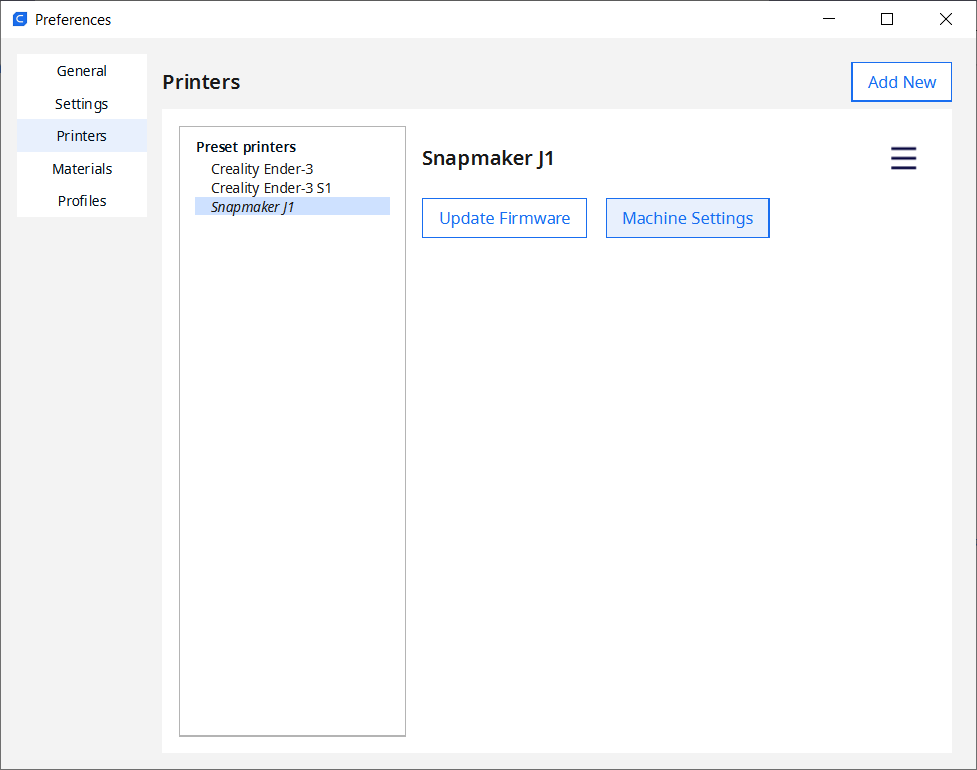 Preferences
General
Settings
Printers
Materials
Profiles
Printers
Add New
Preset printers
Creality Ender-3
Creality Ender-3 S1
Snapmaker J1
Snapmaker J1
Update Firmware
Machine Settings